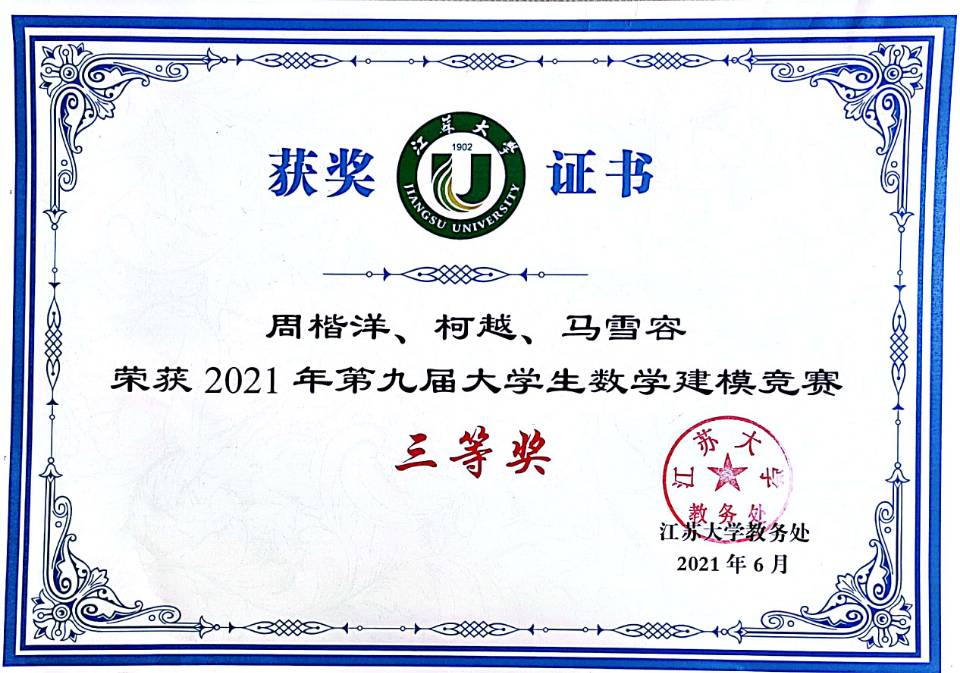 获奖证书
江苏大学
1902
JIANGSU UNIVERSITY
周楷洋、柯越、马雪容
荣获 2021 年第九届大学生数学建模竞赛
三等奖
江苏大学
教务处
江苏大学教务处
2021 年 6 月